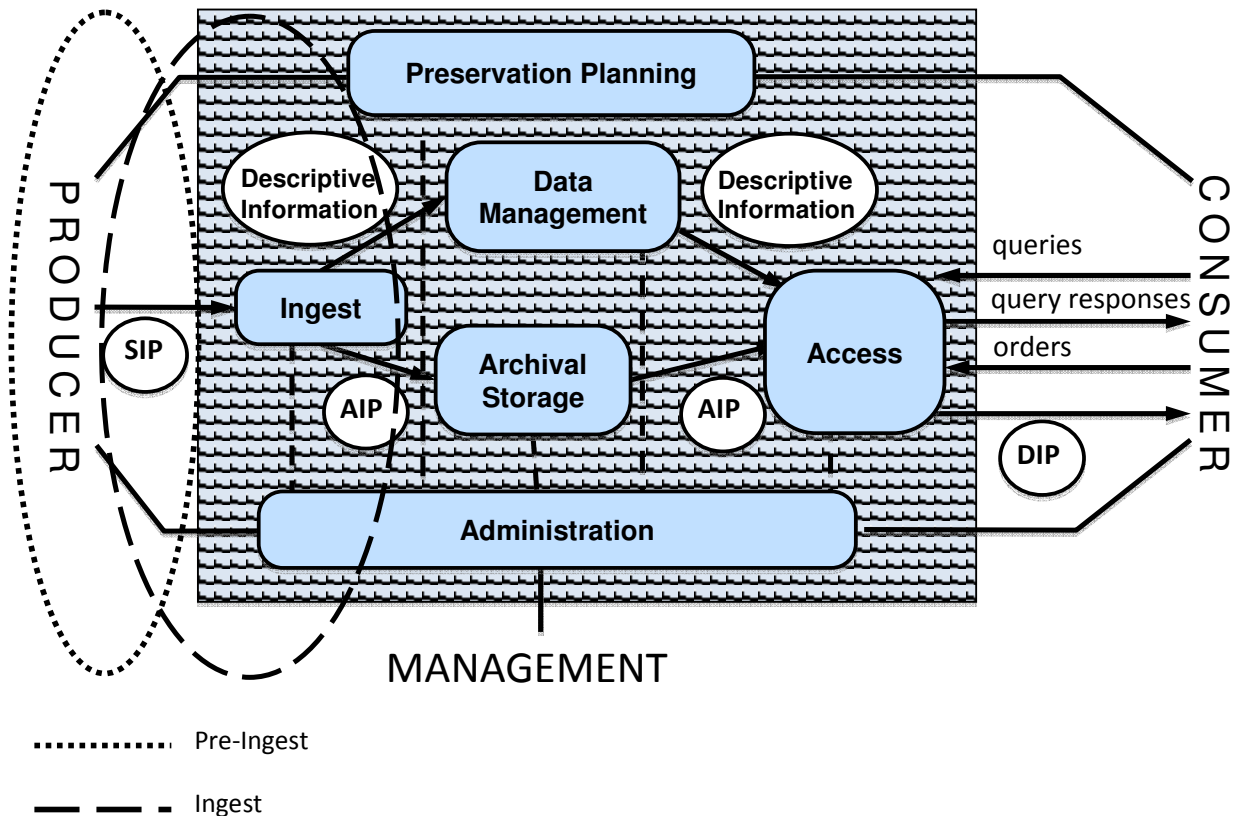 Preservation Planning
PRODUCER
Descriptive
Information
Data
Management
Descriptive
Information
CONSUMER
queries
Ingest
query responses
SIP
Archival
Storage
Access
orders
AIP
AIP
DIP
Administration
MANAGEMENT
Pre-Ingest
Ingest